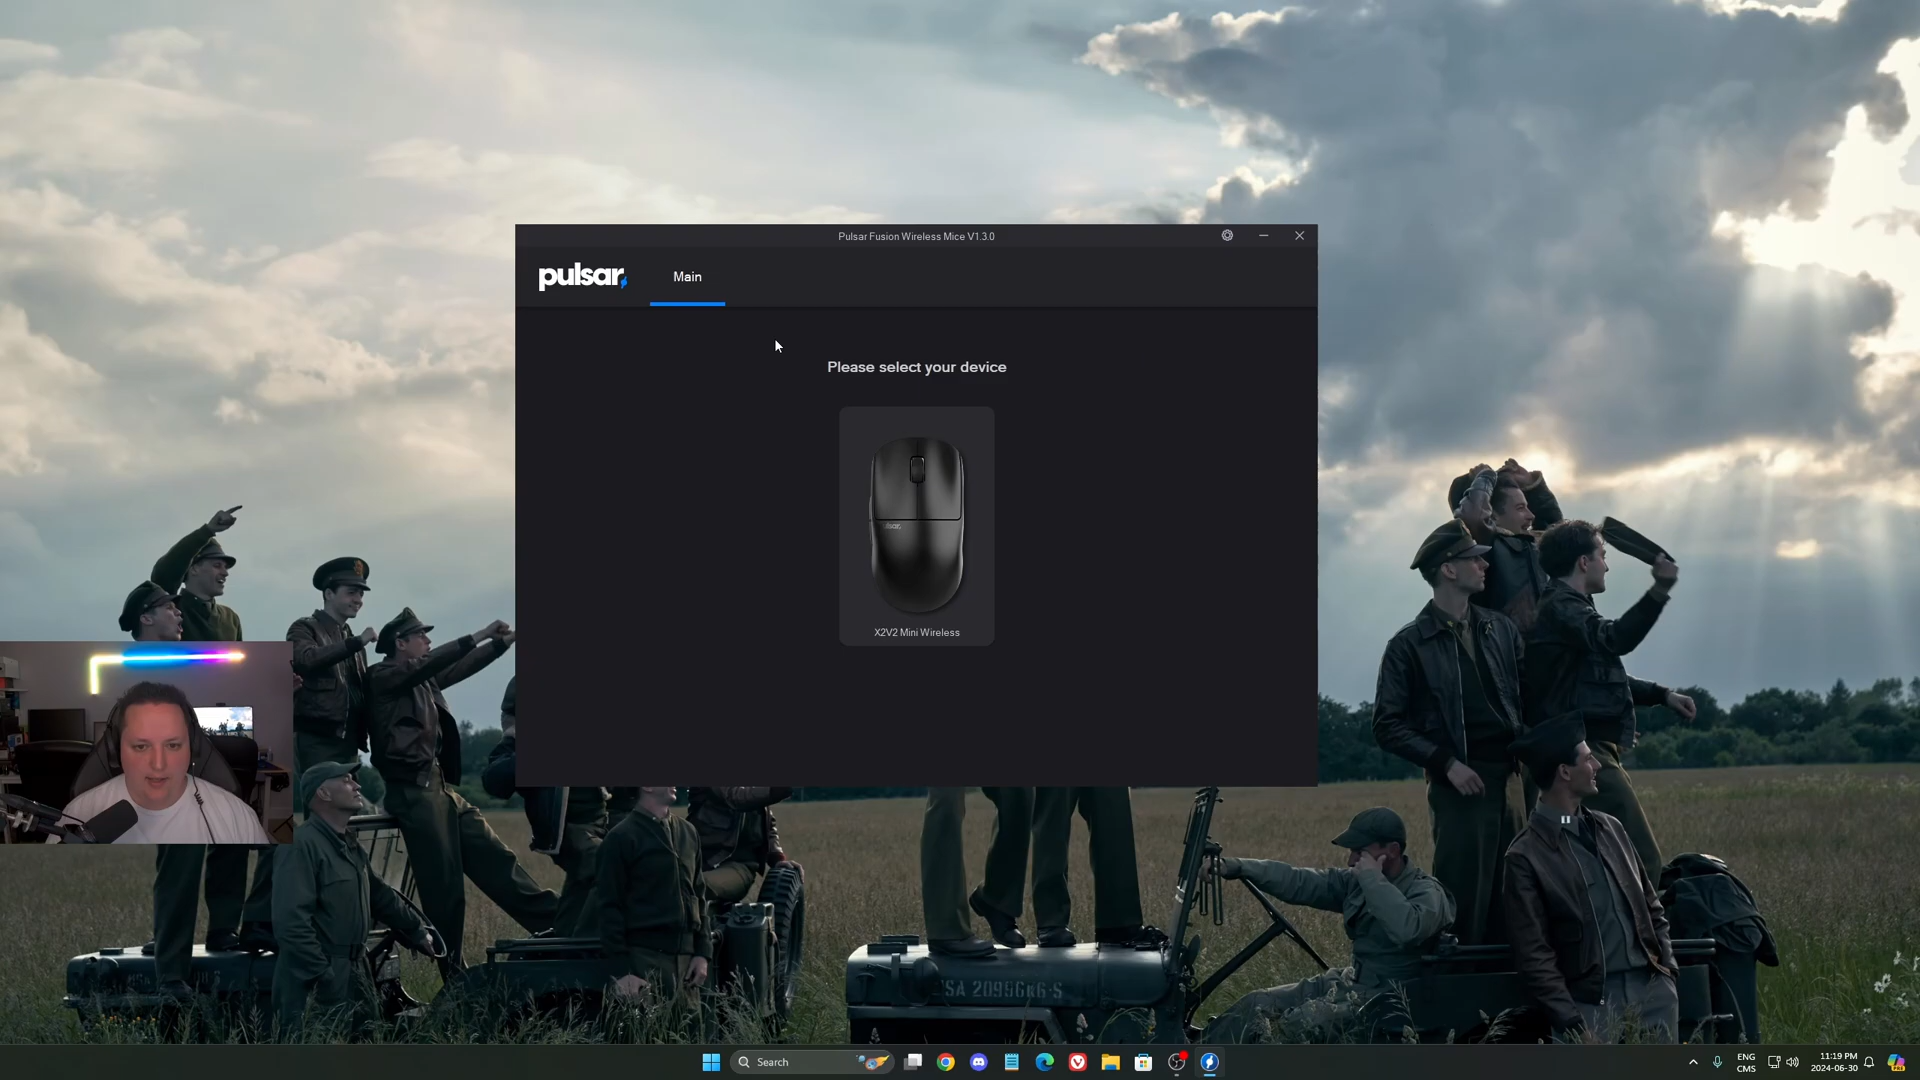 Pulsar Fusion Wireless Mice V1.3.0
pulsar
Main
Please select your device
pulsar
X2V2 Mini Wireless
Search
ENG
CMS
11:19 PM
2024-06-30